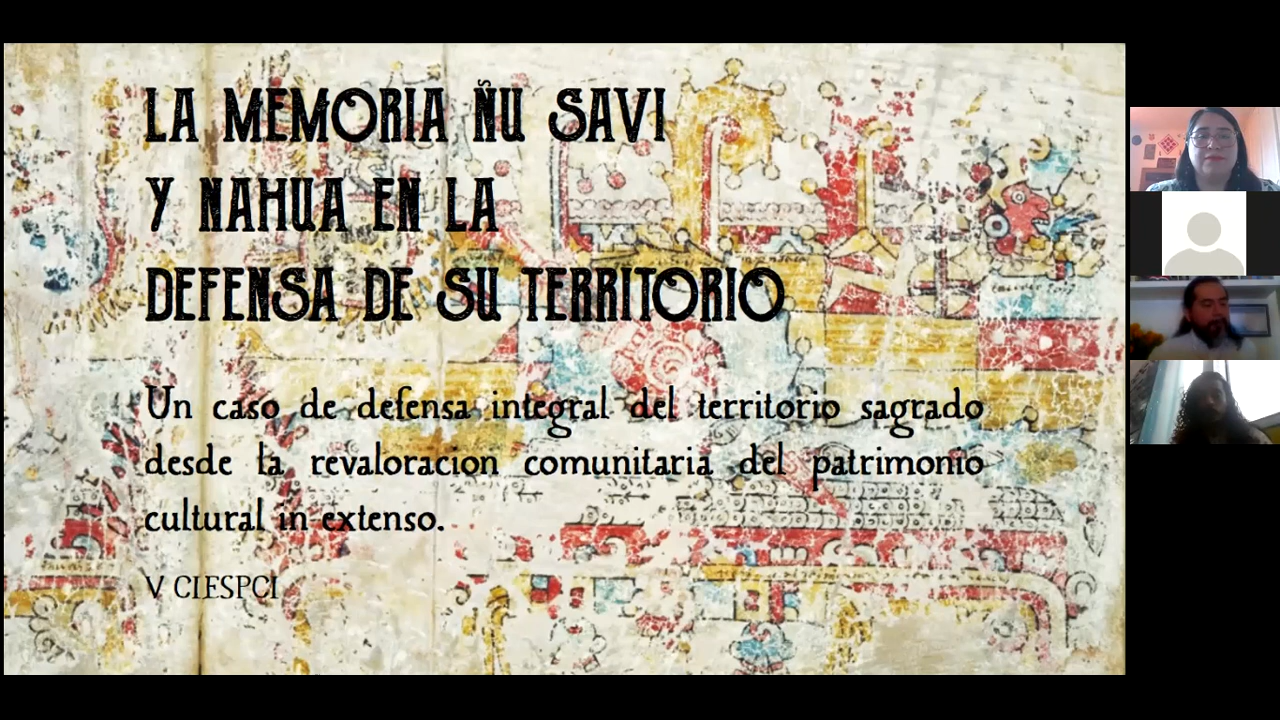 LA MEMORIA ÑU SAVI
Y NAHUA EN LA
DEFENSA DE SU TERRITORIO
Un caso de defensa integral del territorio sagrado
desde la revaloracion comunitaria del patrimonio
cultural in extenso.
V CIESPCI